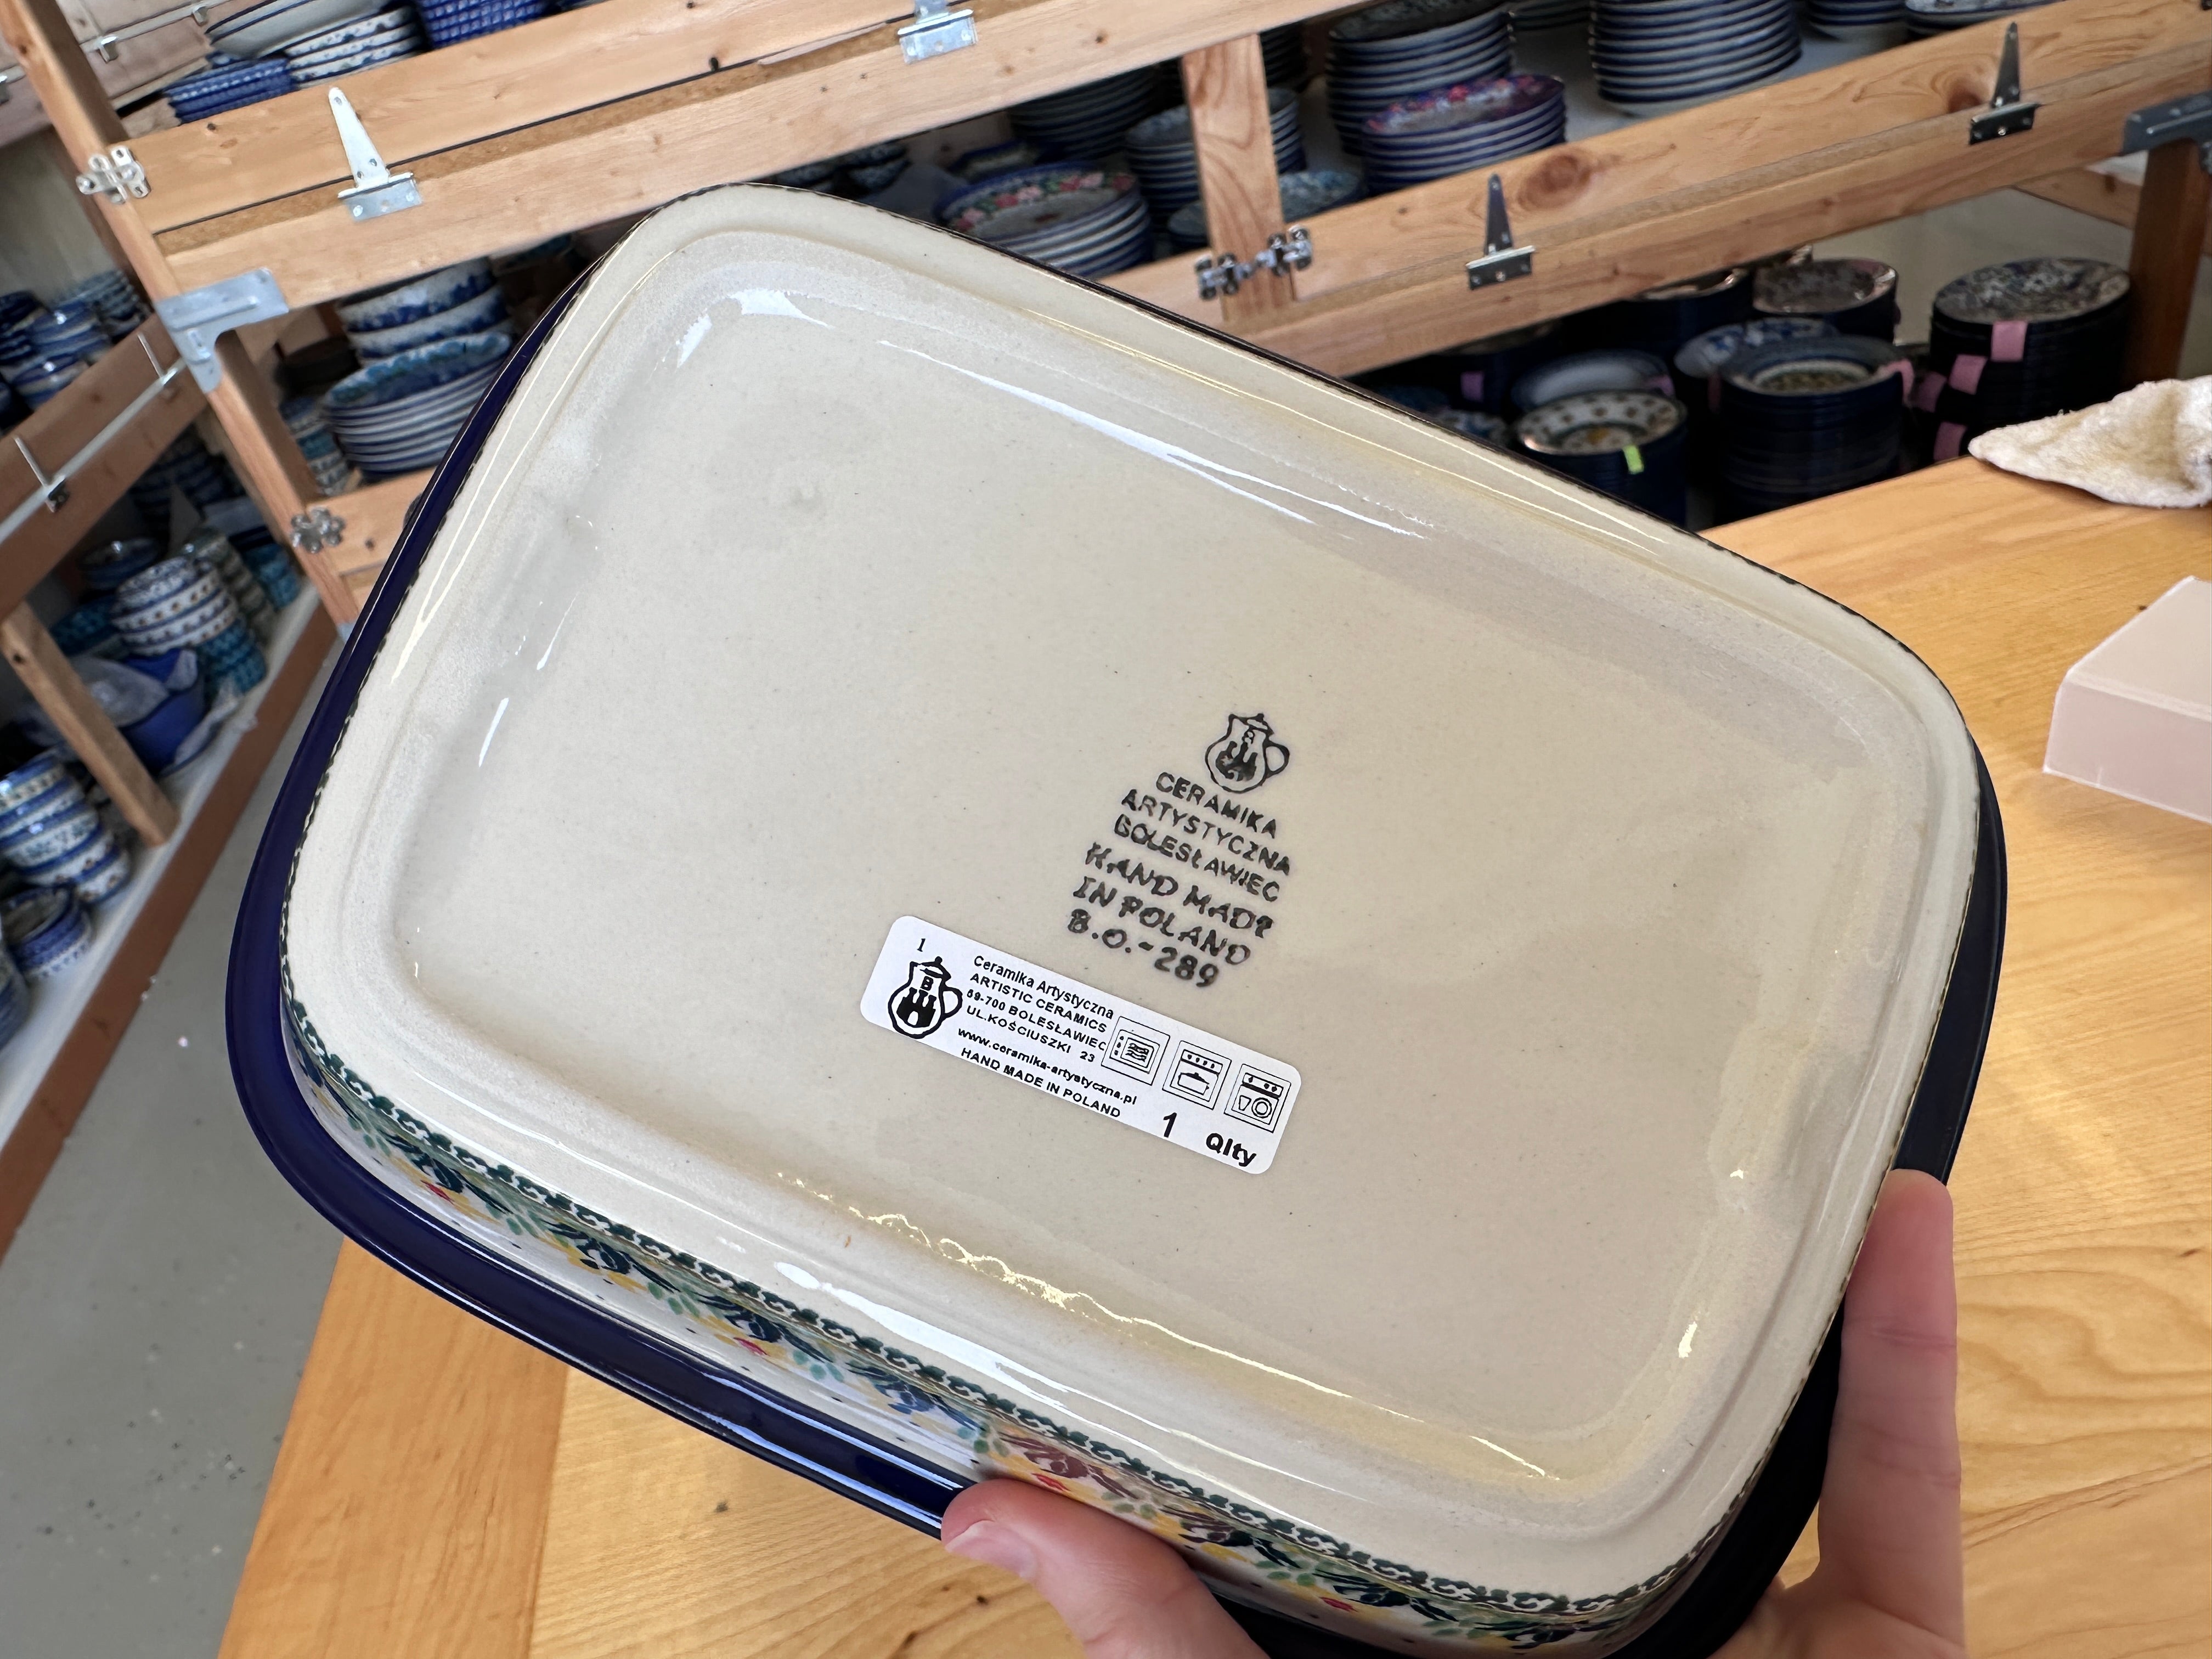 CERAMIKA
ARTYSTYCZNA
BOLESŁAWIEC
HAND MADE
IN POLAND
B.O.-289
1
B
Ceramika Artystyczna
ARTISTIC CERAMICS
59-700 BOLESŁAWIEC
UL.KOŚCIUSZKI 23
www.ceramika-artystyczna.pl
HAND MADE IN POLAND
1 Qlty